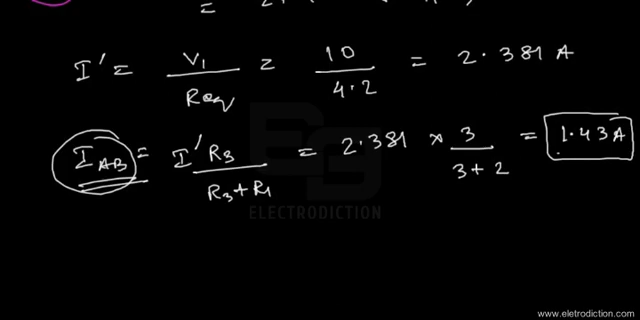 I' = V₁ / Req = 10 / 4.2 = 2.381 A
I_AB = I' R₃ / R₃ + R₁ = 2.381 × 3 / 3 + 2 = 1.43 A
ELECTRODICTION
www.eletrodiction.com